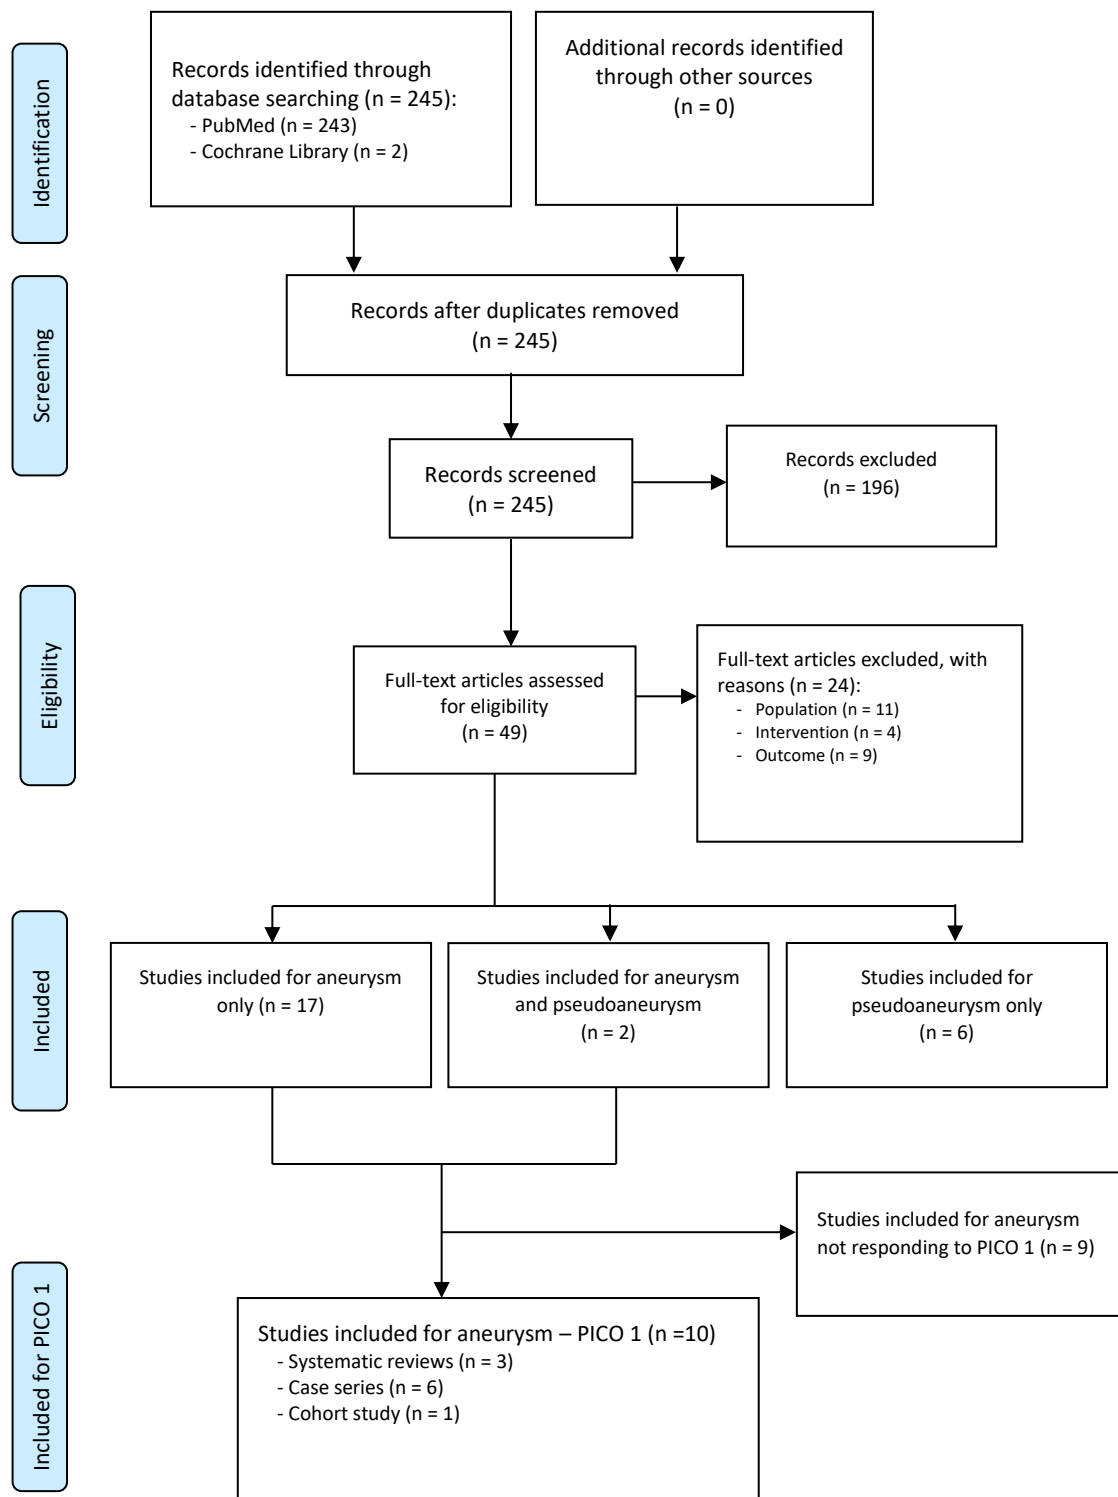 Identification
Records identified through
database searching (n = 245):
- PubMed (n = 243)
- Cochrane Library (n = 2)
Additional records identified
through other sources
(n = 0)
Screening
Records after duplicates removed
(n = 245)
Records screened
(n = 245)
Records excluded
(n = 196)
Eligibility
Full-text articles assessed
for eligibility
(n = 49)
Full-text articles excluded, with
reasons (n = 24):
- Population (n = 11)
- Intervention (n = 4)
- Outcome (n = 9)
Included
Studies included for aneurysm
only (n = 17)
Studies included for aneurysm
and pseudoaneurysm
(n = 2)
Studies included for
pseudoaneurysm only
(n = 6)
Studies included for aneurysm
not responding to PICO 1 (n = 9)
Included for PICO 1
Studies included for aneurysm – PICO 1 (n =10)
- Systematic reviews (n = 3)
- Case series (n = 6)
- Cohort study (n = 1)